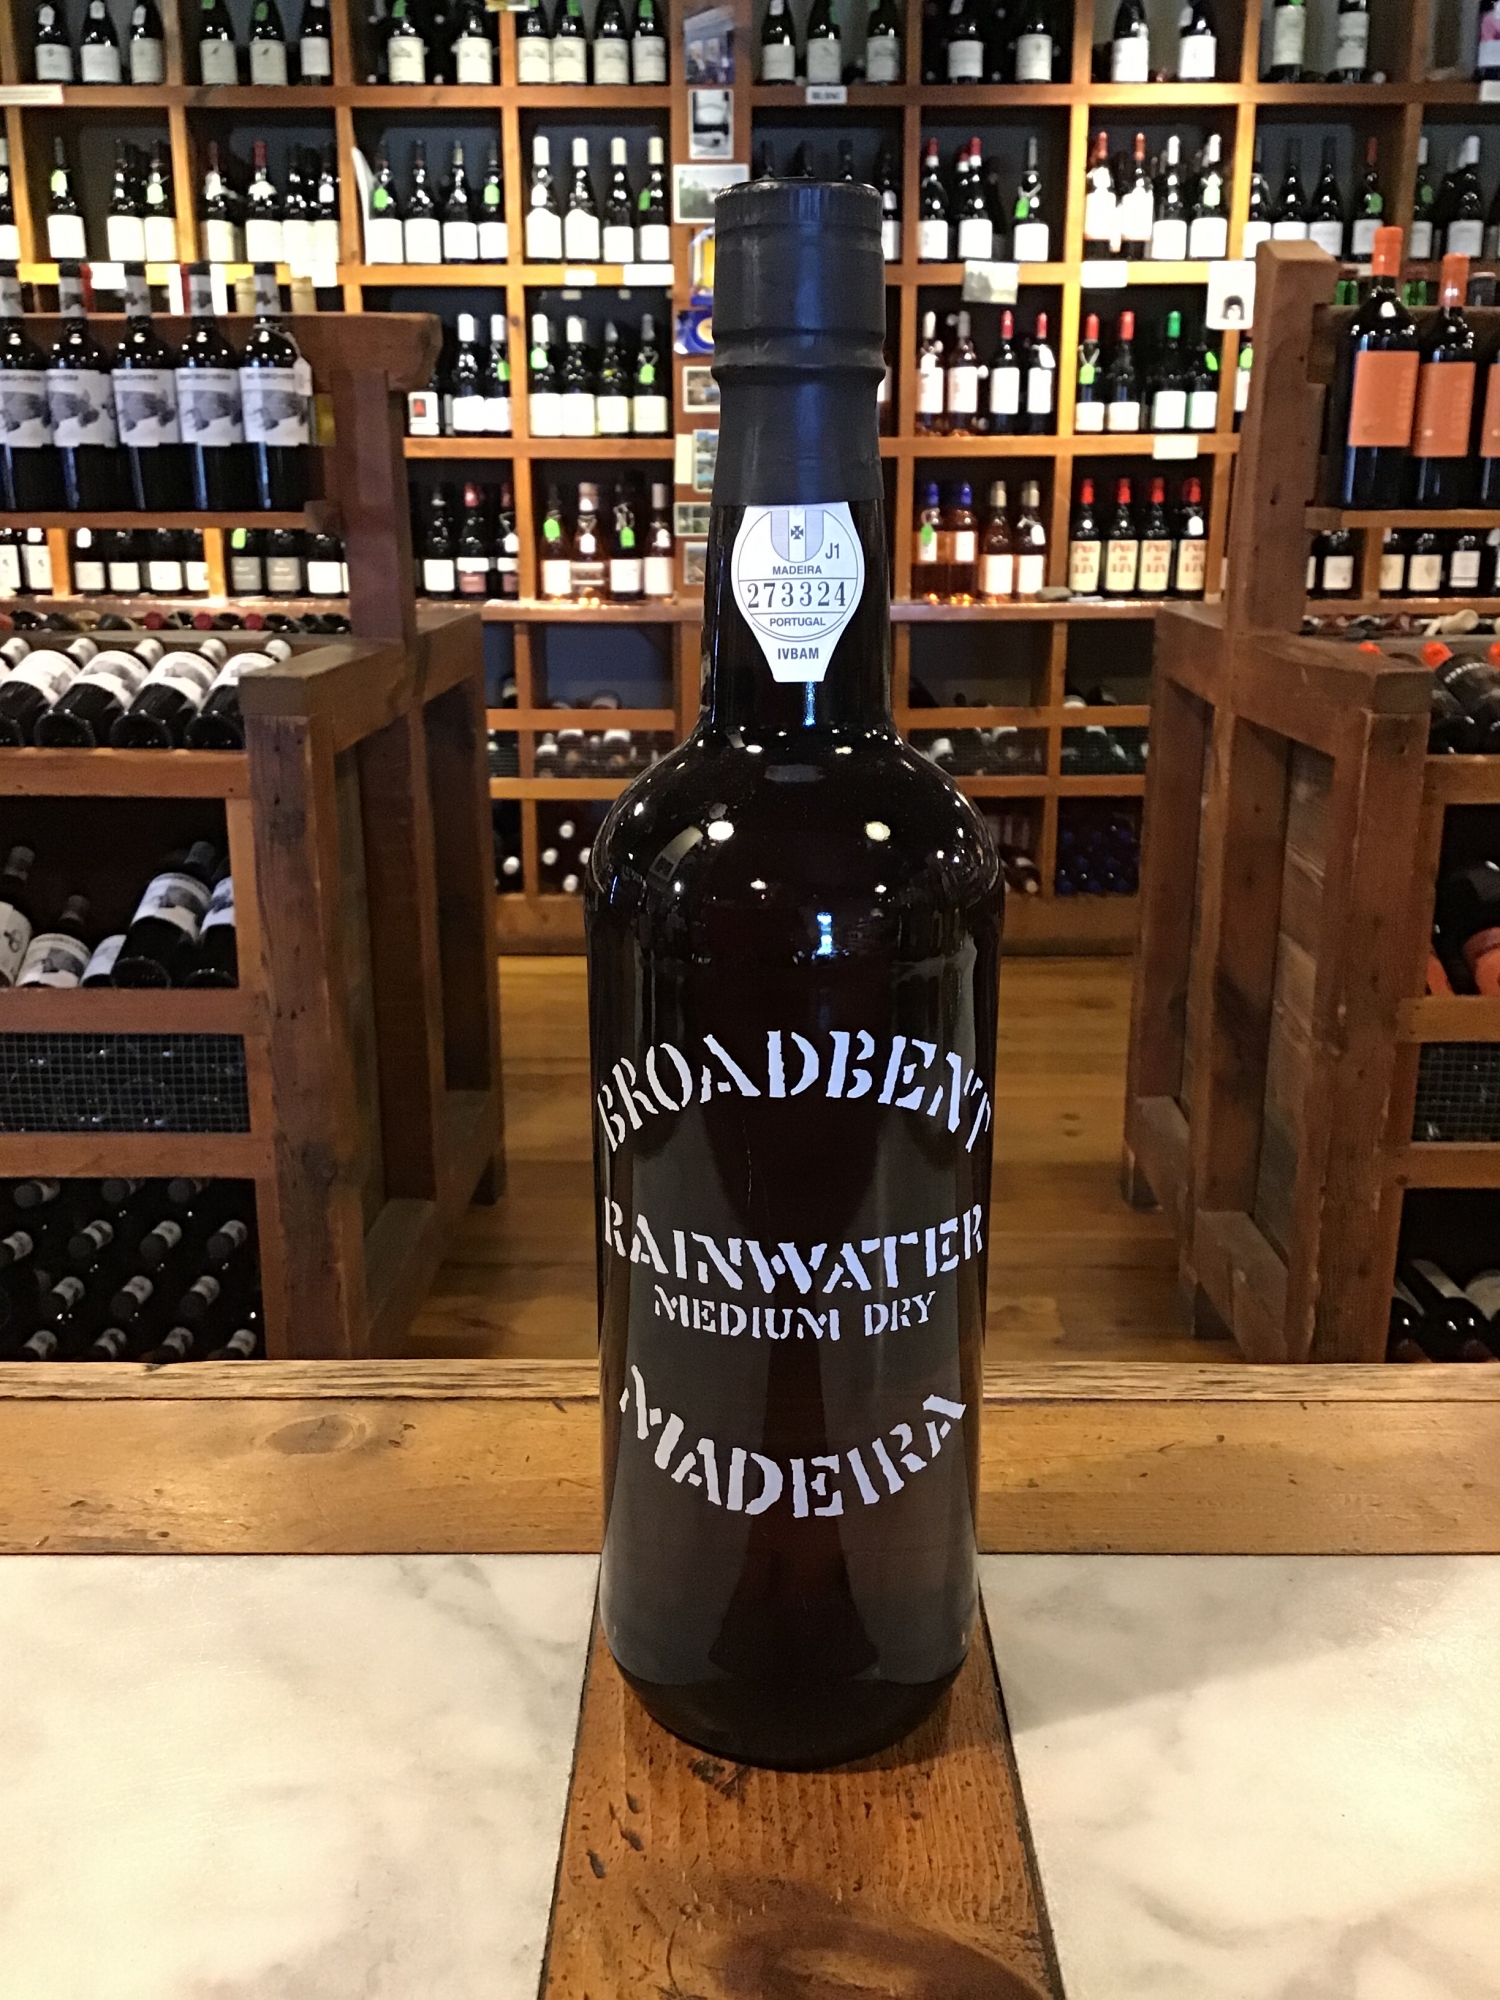 J1
MADEIRA
273324
PORTUGAL
IVBAM
BROADBENT
RAINWATER
MEDIUM DRY
MADEIRA